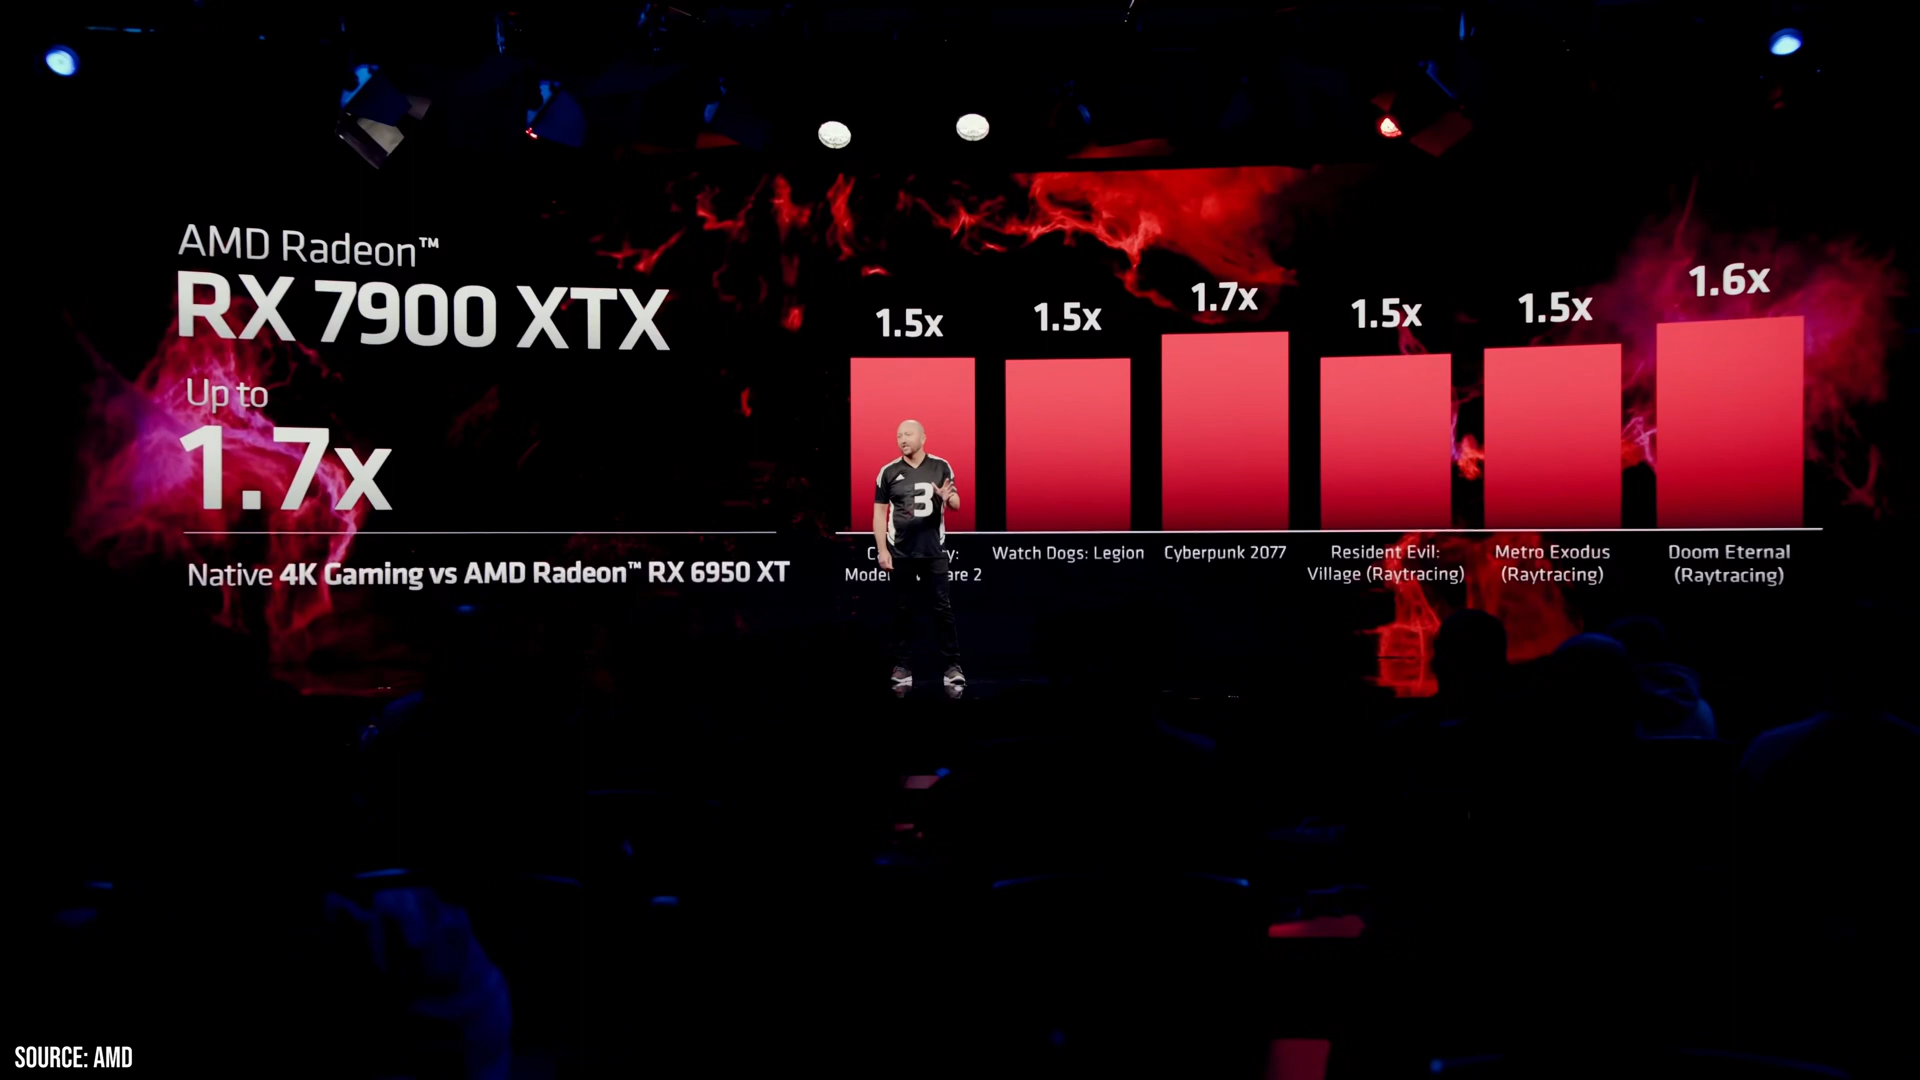 AMD Radeon™
RX 7900 XTX
Up to
1.7x
Native 4K Gaming vs AMD Radeon™ RX 6950 XT
1.5x
1.5x
1.7x
1.5x
1.5x
1.6x
3
Watch Dogs: Legion
Cyberpunk 2077
Resident Evil:
Village (Raytracing)
Metro Exodus
(Raytracing)
Doom Eternal
(Raytracing)
2
SOURCE: AMD